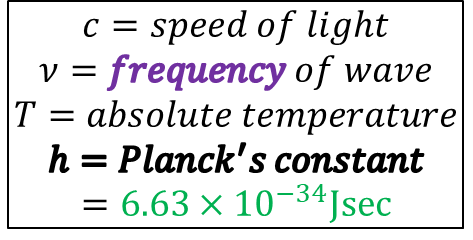 c = speed of light
ν = frequency of wave
T = absolute temperature
h = Planck's constant
= 6.63 × 10⁻³⁴Jsec